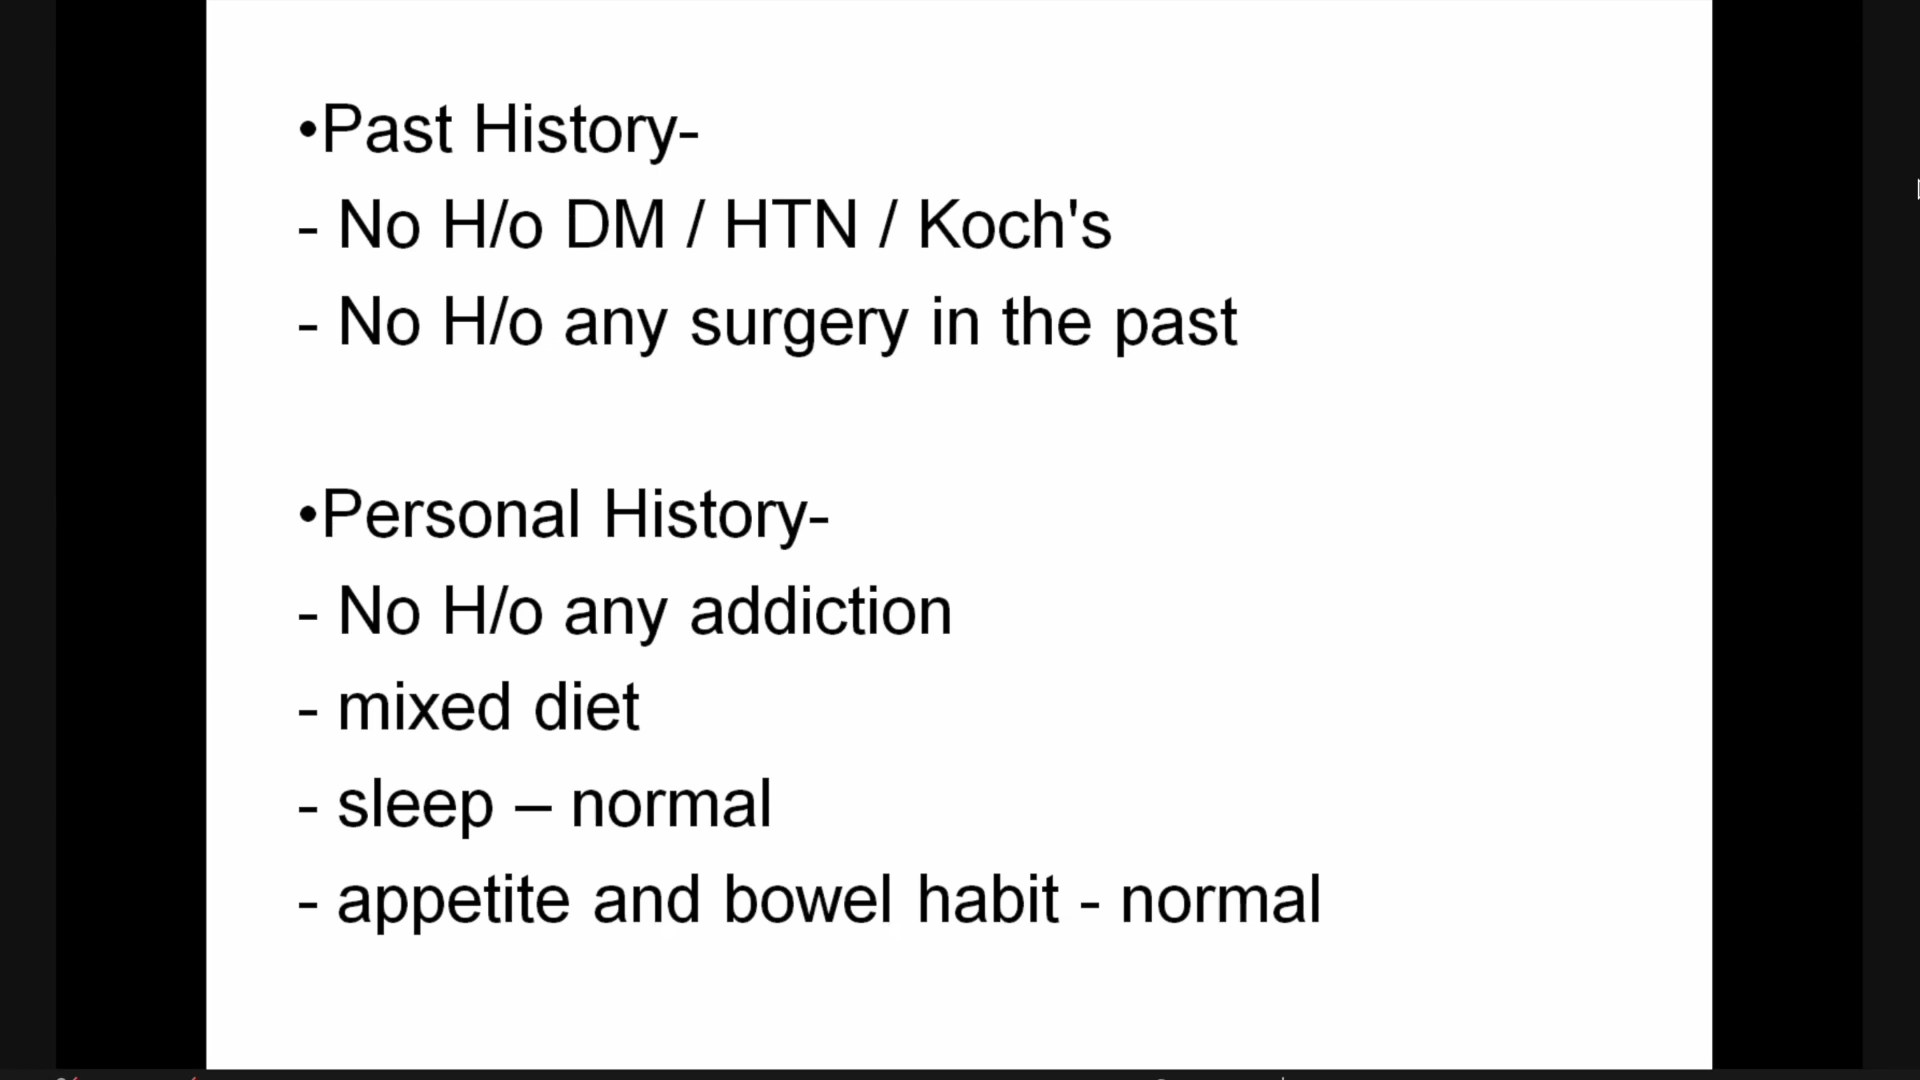 •Past History-
- No H/o DM / HTN / Koch's
- No H/o any surgery in the past
•Personal History-
- No H/o any addiction
- mixed diet
- sleep – normal
- appetite and bowel habit - normal